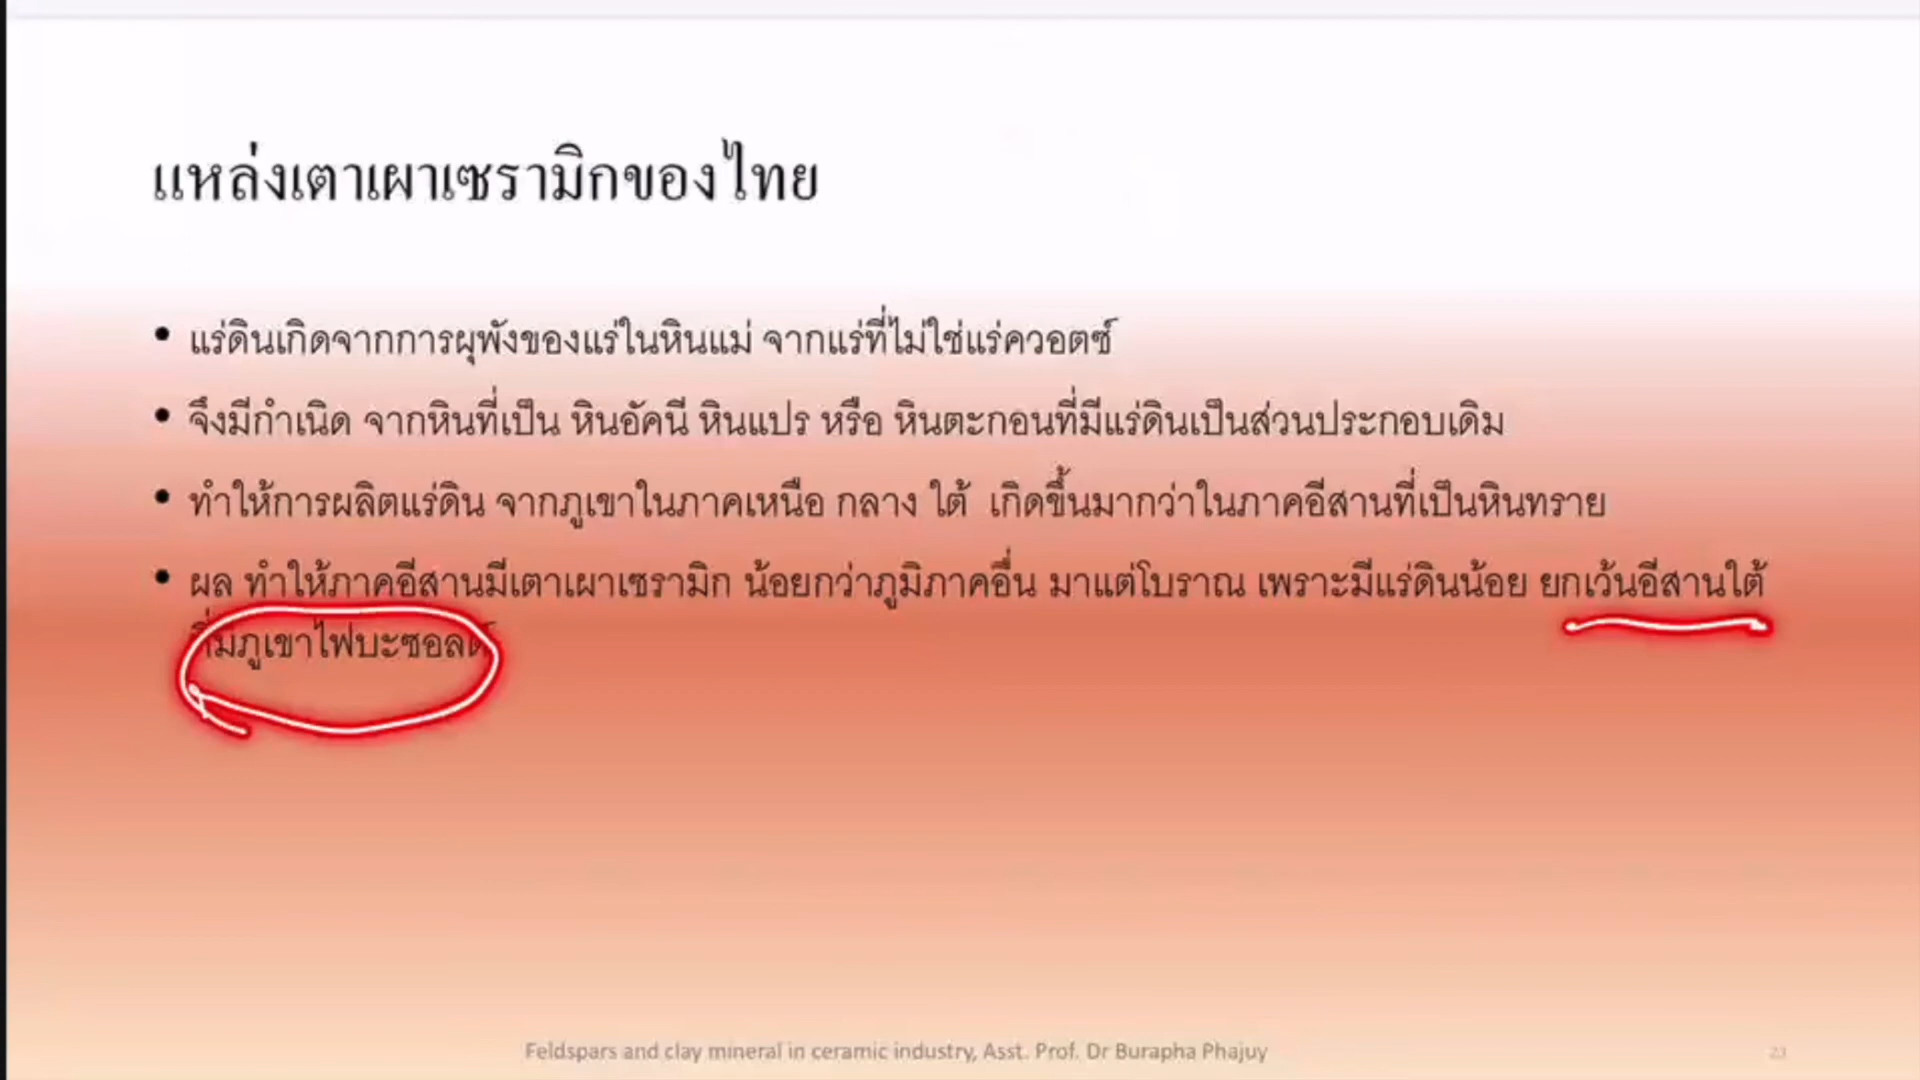 แหล่งเตาเผาเซรามิกของไทย
• แร่ดินเกิดจากการผุพังของแร่ในหินแม่ จากแร่ที่ไม่ใช่แร่ควอตซ์
• จึงมีกำเนิด จากหินที่เป็น หินอัคนี หินแปร หรือ หินตะกอนที่มีแร่ดินเป็นส่วนประกอบเดิม
• ทำให้การผลิตแร่ดิน จากภูเขาในภาคเหนือ กลาง ใต้ เกิดขึ้นมากว่าในภาคอีสานที่เป็นหินทราย
• ผล ทำให้ภาคอีสานมีเตาเผาเซรามิก น้อยกว่าภูมิภาคอื่น มาแต่โบราณ เพราะมีแร่ดินน้อย ยกเว้นอีสานใต้
ที่มีภูเขาไฟบะซอลต์
Feldspars and clay mineral in ceramic industry, Asst. Prof. Dr Burapha Phajuy